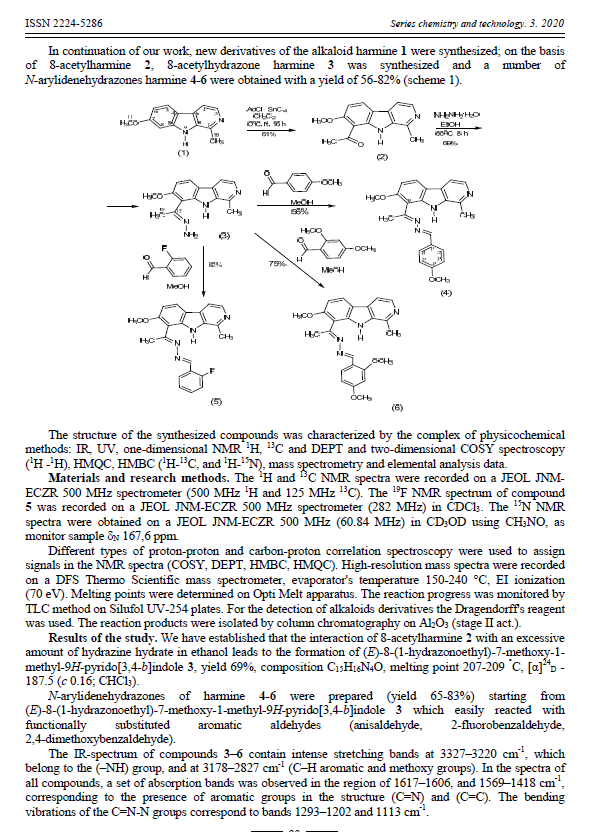 ISSN 2224-5286 Series chemistry and technology. 3. 2020
In continuation of our work, new derivatives of the alkaloid harmine 1 were synthesized; on the basis
of 8-acetylharmine 2, 8-acetylhydrazone harmine 3 was synthesized and a number of
N-arylidenehydrazones harmine 4-6 were obtained with a yield of 56-82% (scheme 1).
H₃CO
N
N
H
CH₃
(1)
AcCl SnCl₄
61%
H₃CO
H₃C
O
N
H
N
CH₃
(2)
NH₂NH₂·H₂O
EtOH
69%
H₃CO
H₃C
N
NH₂
N
H
N
CH₃
(3)
O
H
OCH₃
MeOH
56%
H₃CO
H₃C
N
N
N
H
N
CH₃
OCH₃
(4)
F
O
H
MeOH
82%
H₃CO
O
H
OCH₃
75%
MeOH
H₃CO
H₃C
N
N
N
H
N
CH₃
F
(5)
H₃CO
H₃C
N
N
N
H
N
CH₃
OCH₃
OCH₃
(6)
The structure of the synthesized compounds was characterized by the complex of physicochemical
methods: IR, UV, one-dimensional NMR ¹H, ¹³C and DEPT and two-dimensional COSY spectroscopy
(¹H -¹H), HMQC, HMBC (¹H-¹³C, and ¹H-¹⁵N), mass spectrometry and elemental analysis data.
Materials and research methods. The ¹H and ¹³C NMR spectra were recorded on a JEOL JNM-
ECZR 500 MHz spectrometer (500 MHz ¹H and 125 MHz ¹³C). The ¹⁹F NMR spectrum of compound
5 was recorded on a JEOL JNM-ECZR 500 MHz spectrometer (282 MHz) in CDCl₃. The ¹⁵N NMR
spectra were obtained on a JEOL JNM-ECZR 500 MHz (60.84 MHz) in CD₃OD using CH₃NO, as
monitor sample δN 167,6 ppm.
Different types of proton-proton and carbon-proton correlation spectroscopy were used to assign
signals in the NMR spectra (COSY, DEPT, HMBC, HMQC). High-resolution mass spectra were recorded
on a DFS Thermo Scientific mass spectrometer, evaporator's temperature 150-240 °C, EI ionization
(70 eV). Melting points were determined on Opti Melt apparatus. The reaction progress was monitored by
TLC method on Silufol UV-254 plates. For the detection of alkaloids derivatives the Dragendorff's reagent
was used. The reaction products were isolated by column chromatography on Al₂O₃ (stage II act.).
Results of the study. We have established that the interaction of 8-acetylharmine 2 with an excessive
amount of hydrazine hydrate in ethanol leads to the formation of (E)-8-(1-hydrazonoethyl)-7-methoxy-1-
methyl-9H-pyrido[3,4-b]indole 3, yield 69%, composition C₁₅H₁₆N₄O, melting point 207-209 °C, [α]²⁴D -
187.5 (c 0.16; CHCl₃).
N-arylidenehydrazones of harmine 4-6 were prepared (yield 65-83%) starting from
(E)-8-(1-hydrazonoethyl)-7-methoxy-1-methyl-9H-pyrido[3,4-b]indole 3 which easily reacted with
functionally substituted aromatic aldehydes (anisaldehyde, 2-fluorobenzaldehyde,
2,4-dimethoxybenzaldehyde).
The IR-spectrum of compounds 3–6 contain intense stretching bands at 3327–3220 cm⁻¹, which
belong to the (–NH) group, and at 3178–2827 cm⁻¹ (C–H aromatic and methoxy groups). In the spectra of
all compounds, a set of absorption bands was observed in the region of 1617–1606, and 1569–1418 cm⁻¹,
corresponding to the presence of aromatic groups in the structure (C=N) and (C=C). The bending
vibrations of the C=N-N groups correspond to bands 1293–1202 and 1113 cm⁻¹.